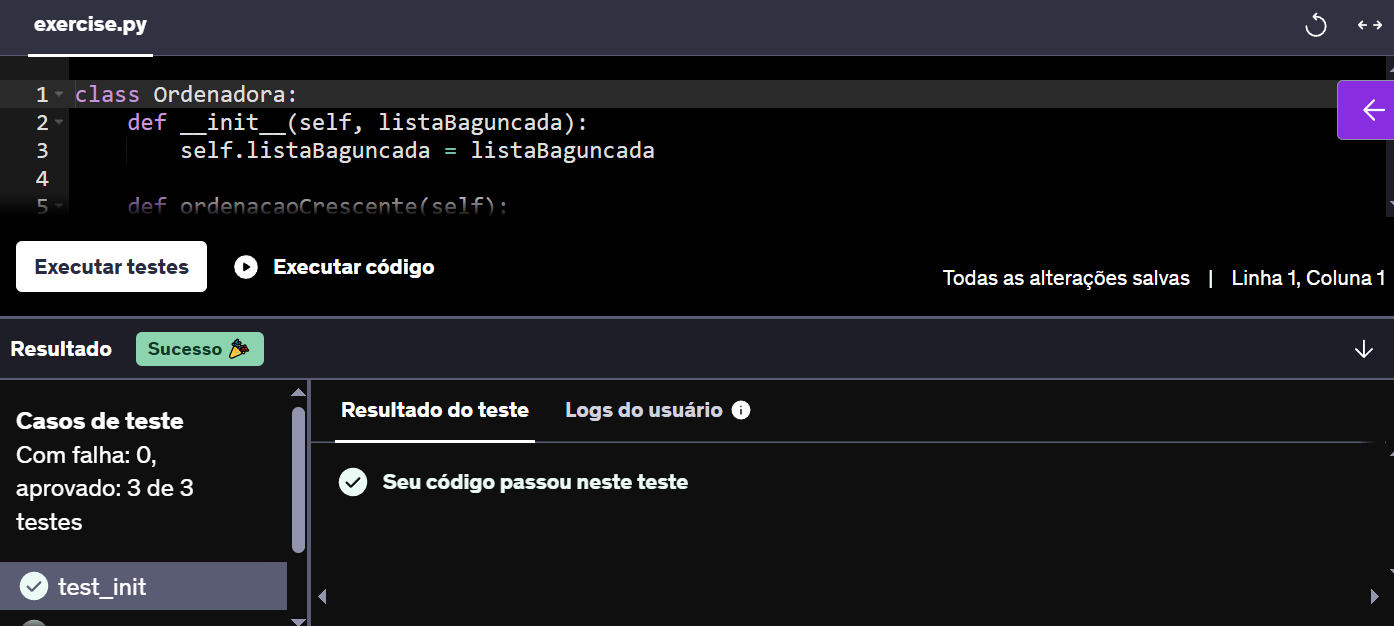 exercise.py
1 class Ordenadora:
2     def __init__(self, listaBaguncada):
3         self.listaBaguncada = listaBaguncada
4
5     def ordenacaoCrescente(self):
Executar testes Executar código
Todas as alterações salvas | Linha 1, Coluna 1
Resultado Sucesso
Casos de teste
Com falha: 0,
aprovado: 3 de 3
testes
test_init
Resultado do teste Logs do usuário
Seu código passou neste teste